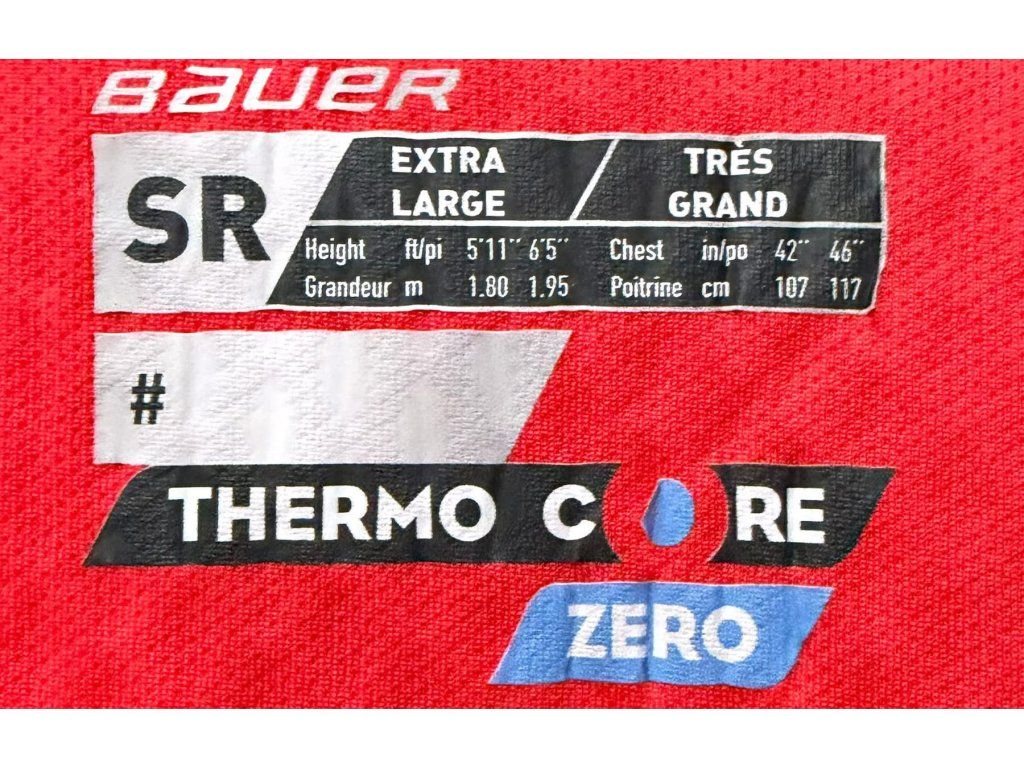 BAUER
SR
EXTRA LARGE
TRÈS GRAND
Height ft/pi 5'11'' 6'5'' Chest in/po 42'' 46''
Grandeur m 1.80 1.95 Poitrine cm 107 117
#
THERMO CORE
ZERO